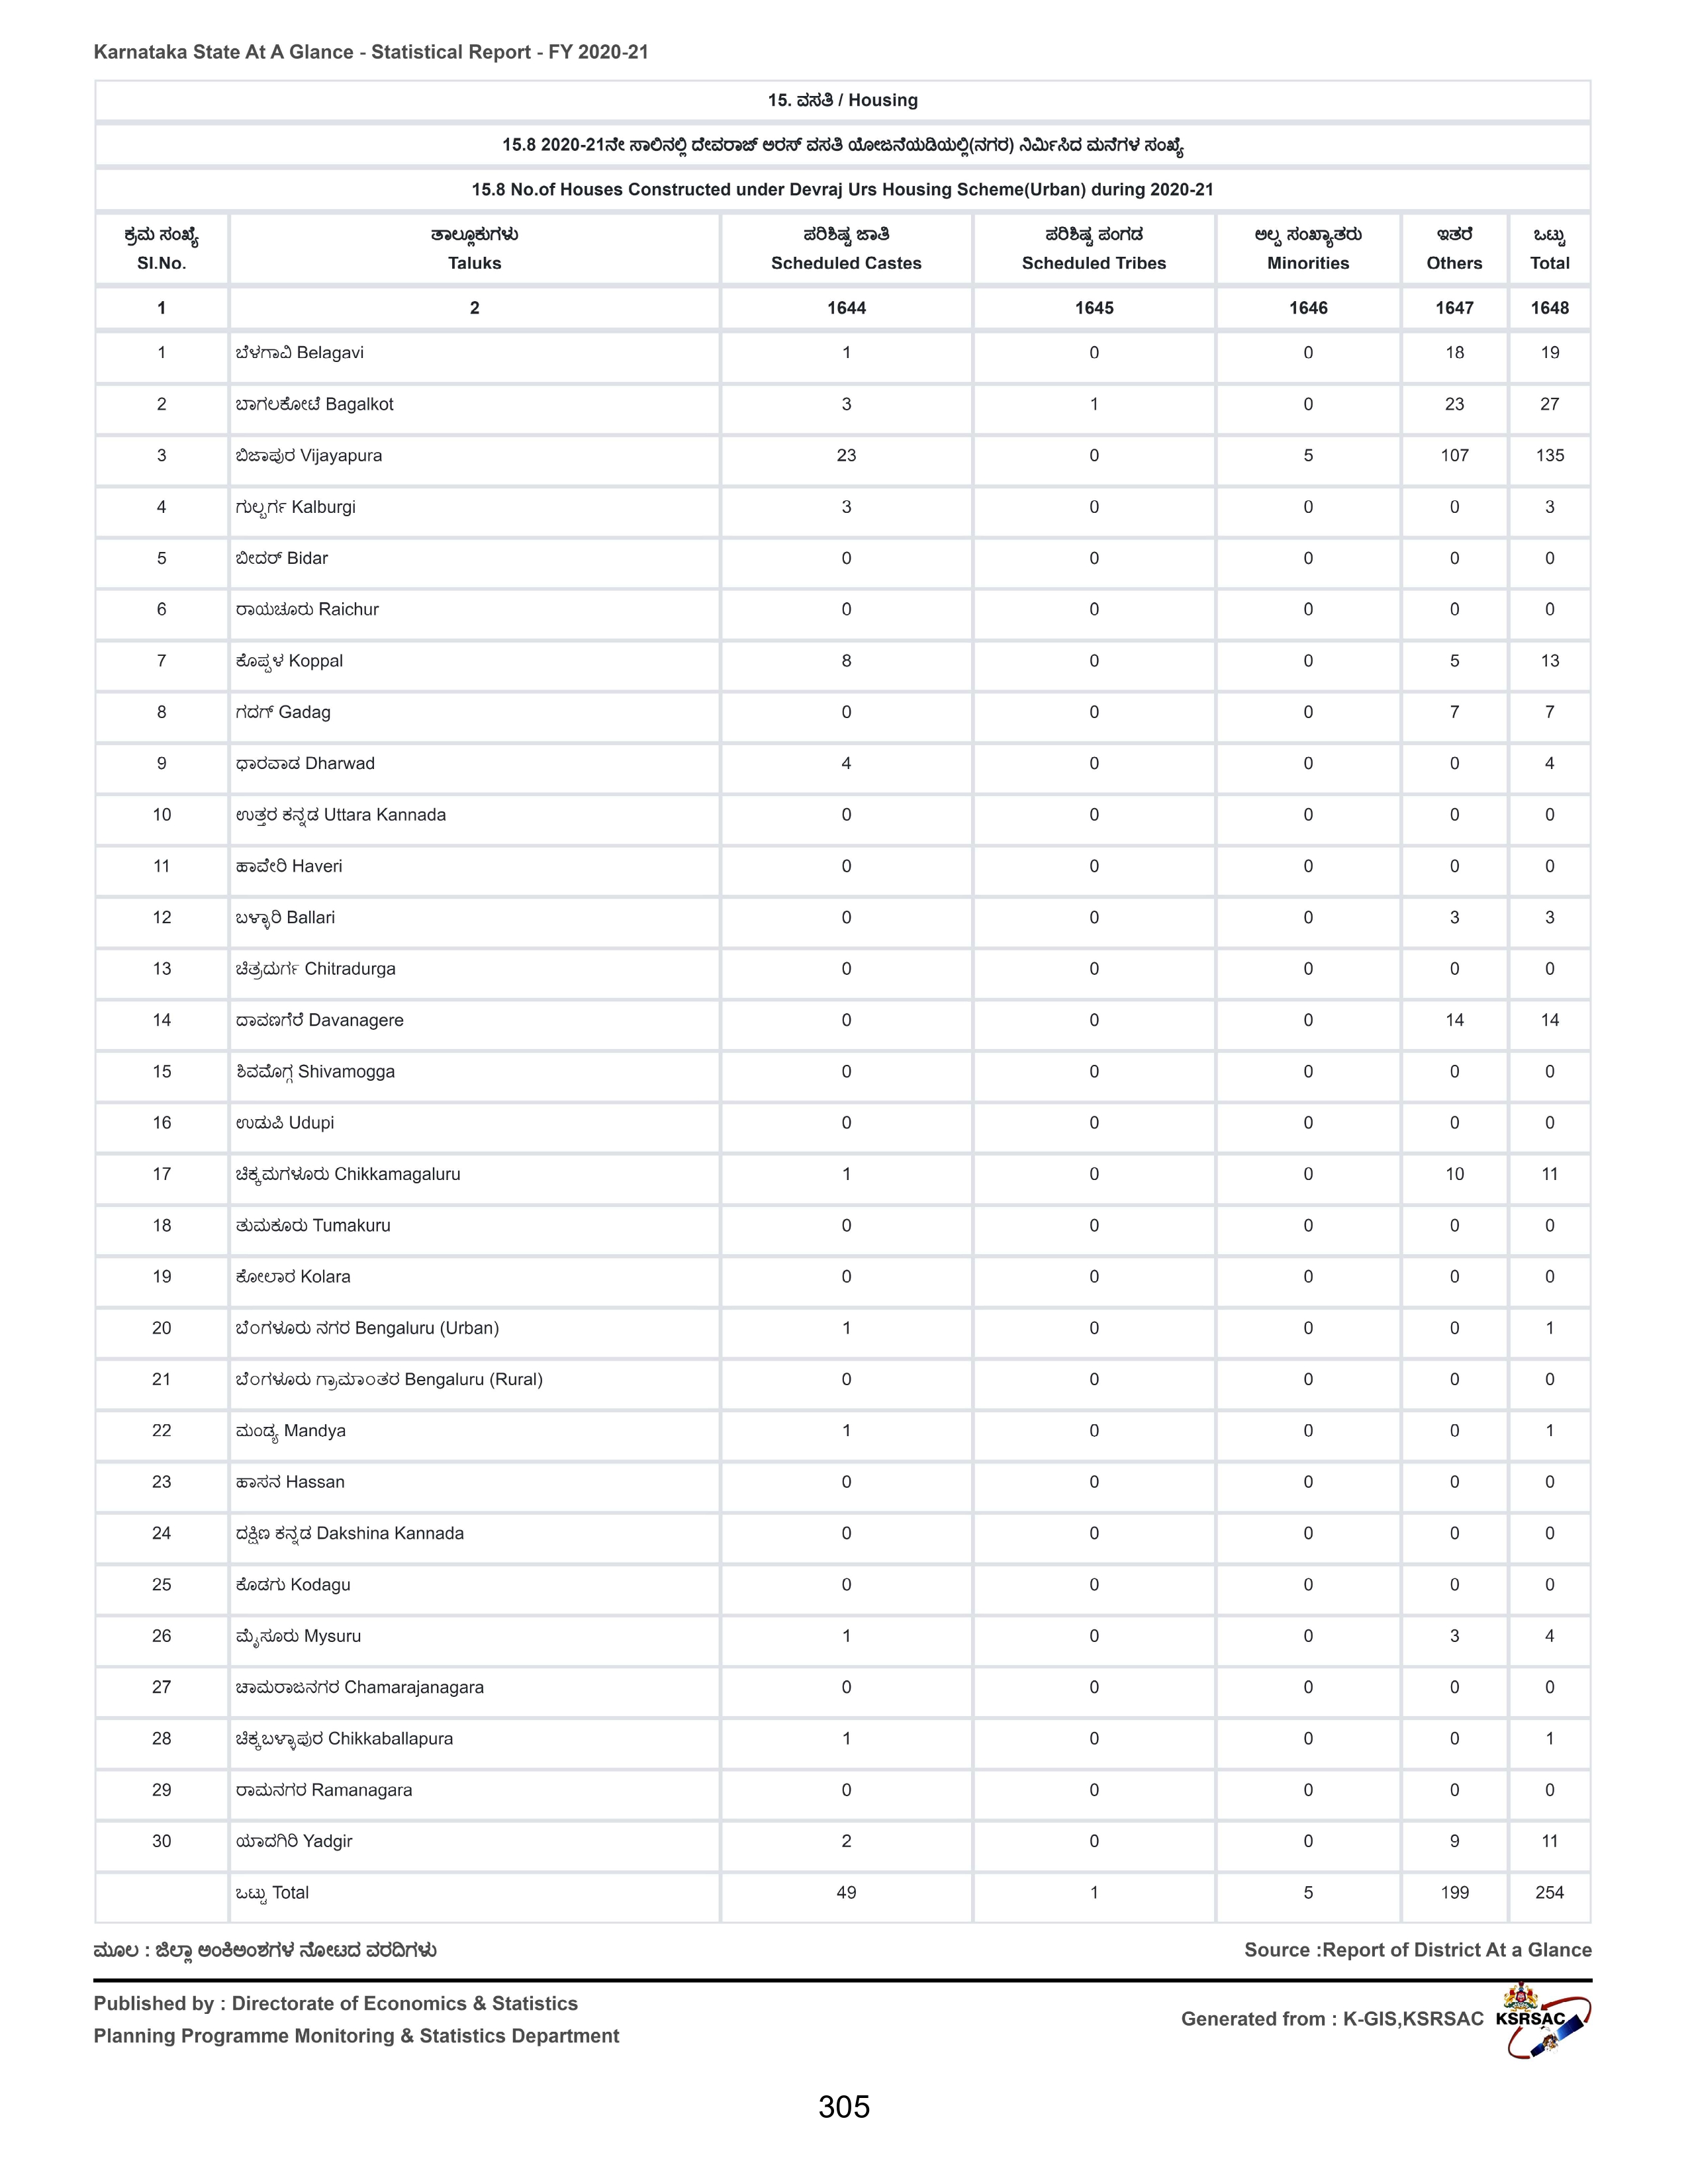 Karnataka State At A Glance - Statistical Report - FY 2020-21
15. ವಸತಿ / Housing
15.8 2020-21ನೇ ಸಾಲಿನಲ್ಲಿ ದೇವರಾಜ್ ಅರಸ್ ವಸತಿ ಯೋಜನೆಯಡಿಯಲ್ಲಿ(ನಗರ) ನಿರ್ಮಿಸಿದ ಮನೆಗಳ ಸಂಖ್ಯೆ
15.8 No.of Houses Constructed under Devraj Urs Housing Scheme(Urban) during 2020-21
ಕ್ರಮ ಸಂಖ್ಯೆ ತಾಲ್ಲೂಕುಗಳು ಪರಿಶಿಷ್ಟ ಜಾತಿ ಪರಿಶಿಷ್ಟ ಪಂಗಡ ಅಲ್ಪ ಸಂಖ್ಯಾತರು ಇತರೆ ಒಟ್ಟು
Sl.No. Taluks Scheduled Castes Scheduled Tribes Minorities Others Total
1 2 1644 1645 1646 1647 1648
1 ಬೆಳಗಾವಿ Belagavi 1 0 0 18 19
2 ಬಾಗಲಕೋಟೆ Bagalkot 3 1 0 23 27
3 ಬಿಜಾಪುರ Vijayapura 23 0 5 107 135
4 ಗುಲ್ಬರ್ಗ Kalburgi 3 0 0 0 3
5 ಬೀದರ್ Bidar 0 0 0 0 0
6 ರಾಯಚೂರು Raichur 0 0 0 0 0
7 ಕೊಪ್ಪಳ Koppal 8 0 0 5 13
8 ಗದಗ್ Gadag 0 0 0 7 7
9 ಧಾರವಾಡ Dharwad 4 0 0 0 4
10 ಉತ್ತರ ಕನ್ನಡ Uttara Kannada 0 0 0 0 0
11 ಹಾವೇರಿ Haveri 0 0 0 0 0
12 ಬಳ್ಳಾರಿ Ballari 0 0 0 3 3
13 ಚಿತ್ರದುರ್ಗ Chitradurga 0 0 0 0 0
14 ದಾವಣಗೆರೆ Davanagere 0 0 0 14 14
15 ಶಿವಮೊಗ್ಗ Shivamogga 0 0 0 0 0
16 ಉಡುಪಿ Udupi 0 0 0 0 0
17 ಚಿಕ್ಕಮಗಳೂರು Chikkamagaluru 1 0 0 10 11
18 ತುಮಕೂರು Tumakuru 0 0 0 0 0
19 ಕೋಲಾರ Kolara 0 0 0 0 0
20 ಬೆಂಗಳೂರು ನಗರ Bengaluru (Urban) 1 0 0 0 1
21 ಬೆಂಗಳೂರು ಗ್ರಾಮಾಂತರ Bengaluru (Rural) 0 0 0 0 0
22 ಮಂಡ್ಯ Mandya 1 0 0 0 1
23 ಹಾಸನ Hassan 0 0 0 0 0
24 ದಕ್ಷಿಣ ಕನ್ನಡ Dakshina Kannada 0 0 0 0 0
25 ಕೊಡಗು Kodagu 0 0 0 0 0
26 ಮೈಸೂರು Mysuru 1 0 0 3 4
27 ಚಾಮರಾಜನಗರ Chamarajanagara 0 0 0 0 0
28 ಚಿಕ್ಕಬಳ್ಳಾಪುರ Chikkaballapura 1 0 0 0 1
29 ರಾಮನಗರ Ramanagara 0 0 0 0 0
30 ಯಾದಗಿರಿ Yadgir 2 0 0 9 11
ಒಟ್ಟು Total 49 1 5 199 254
ಮೂಲ : ಜಿಲ್ಲಾ ಅಂಕಿಅಂಶಗಳ ನೋಟದ ವರದಿಗಳು Source :Report of District At a Glance
Published by : Directorate of Economics & Statistics
Planning Programme Monitoring & Statistics Department
Generated from : K-GIS,KSRSAC KSRSAC
305